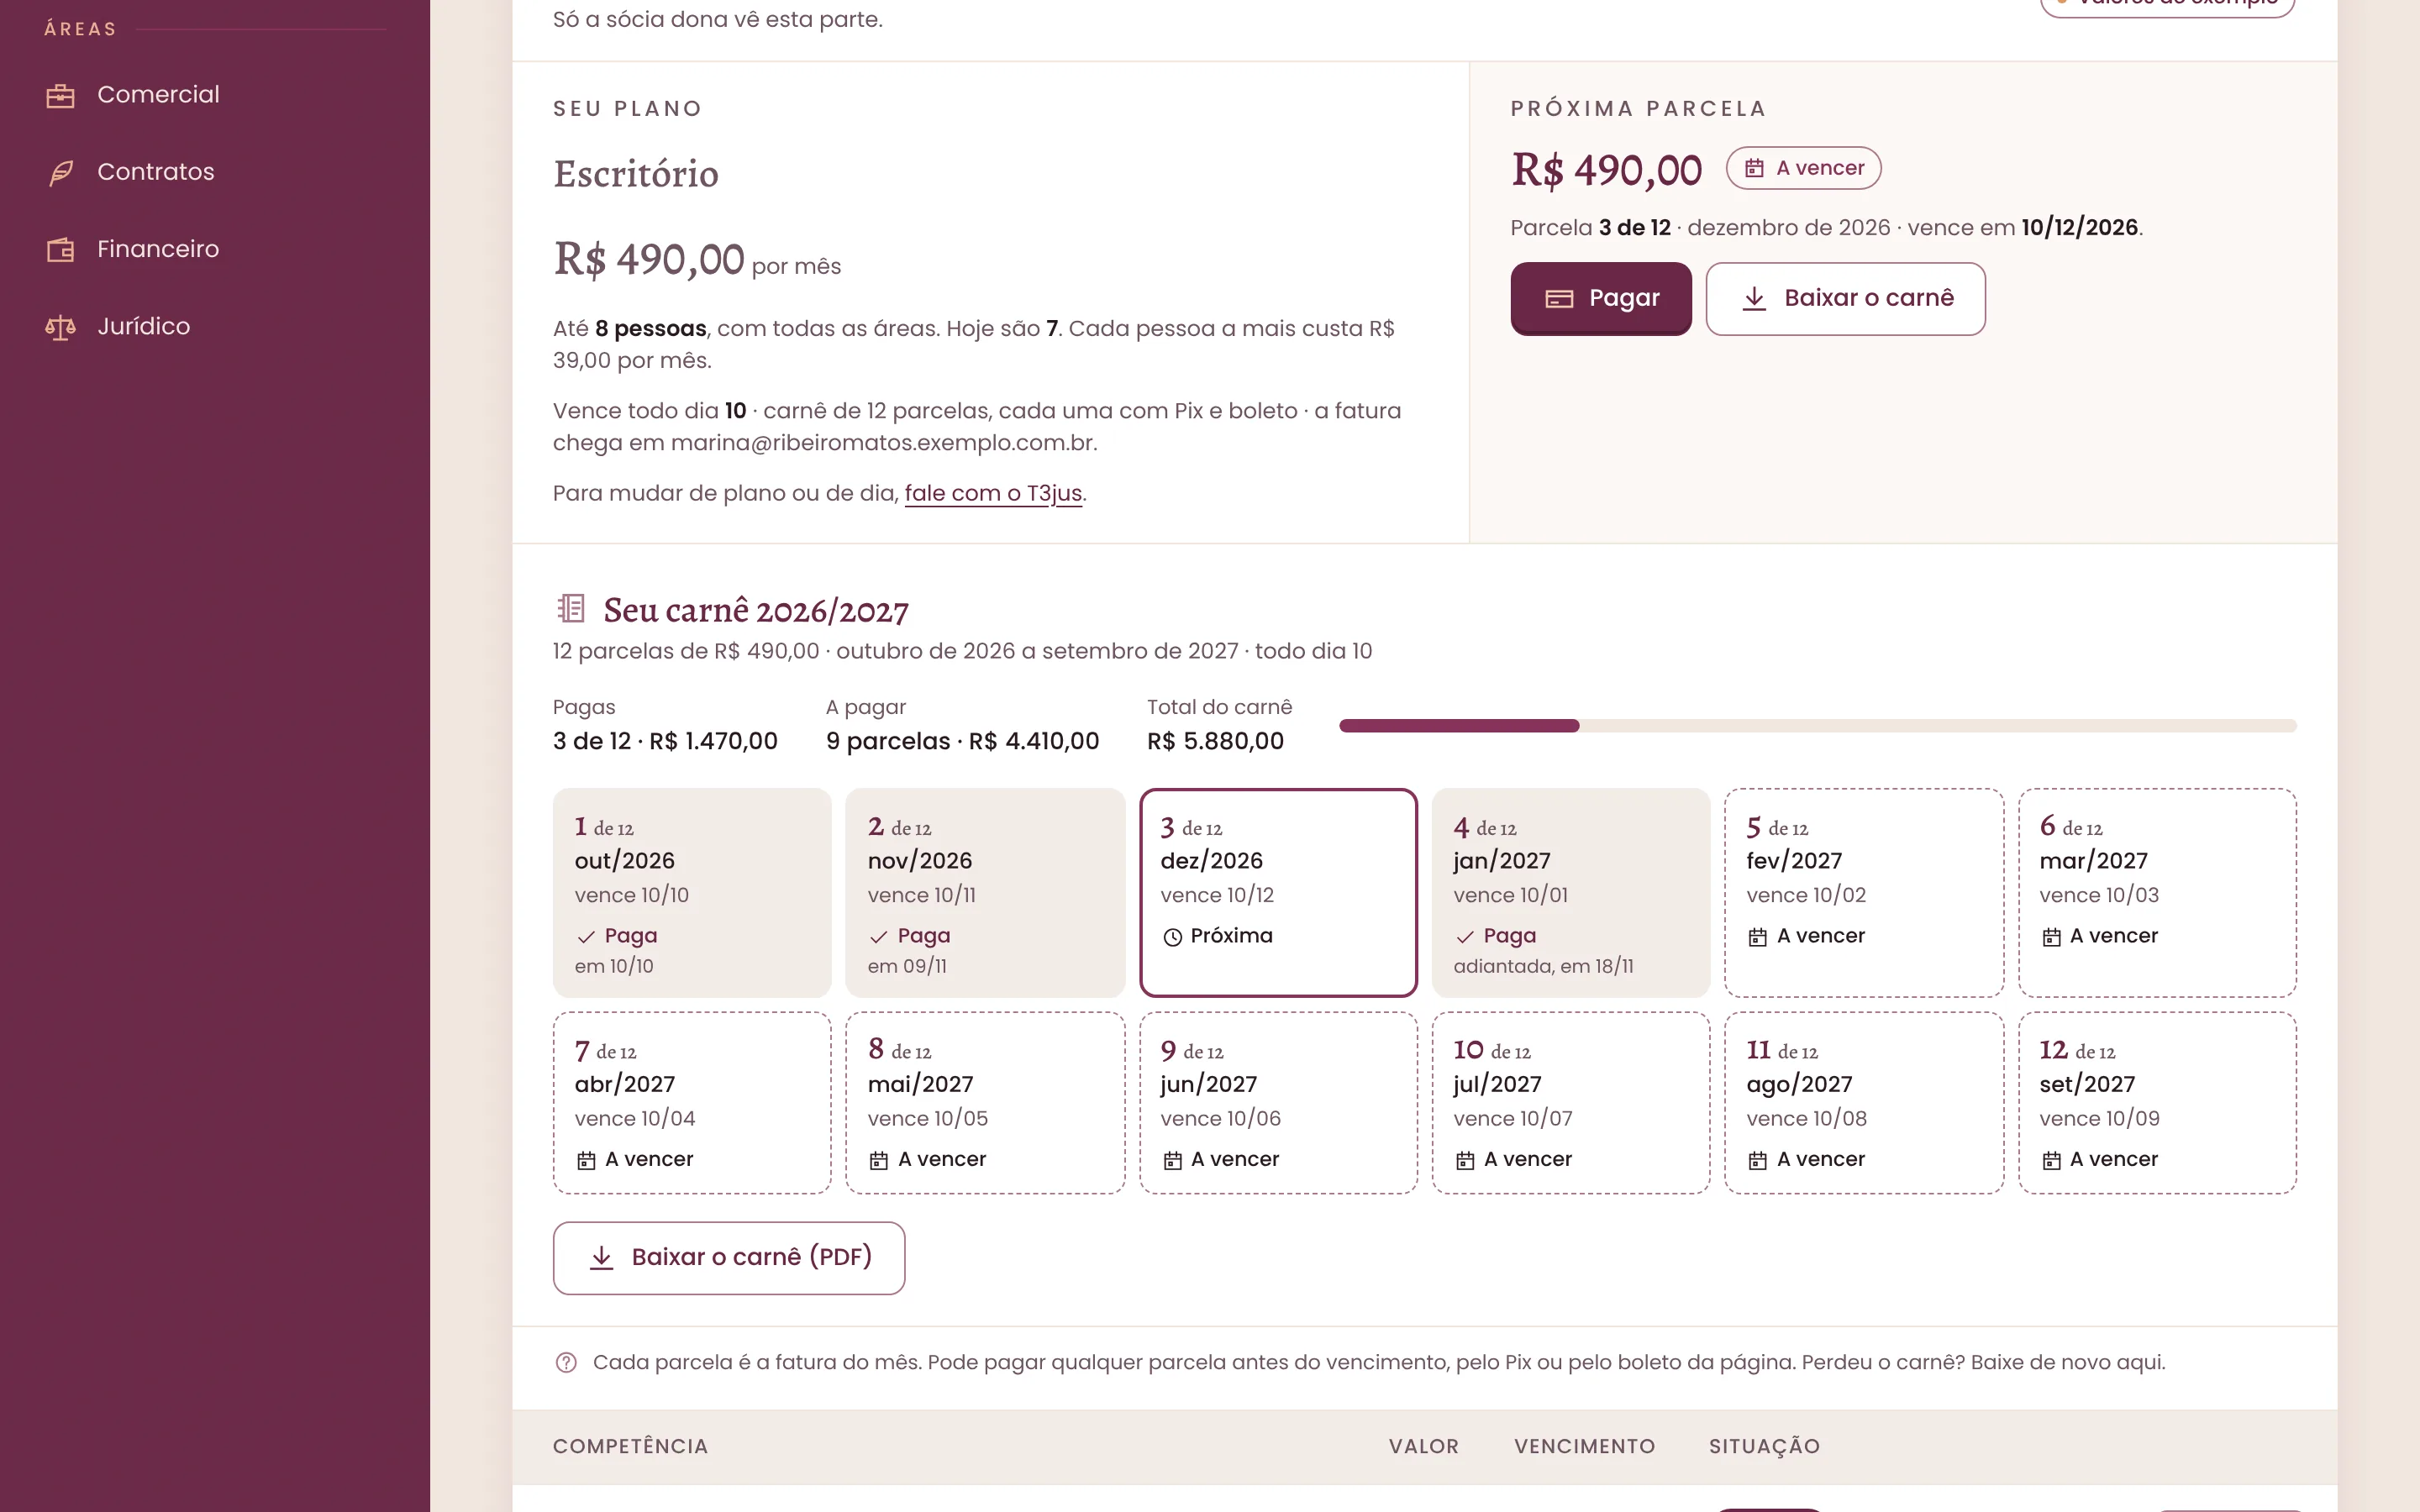 ÁREAS
Comercial
Contratos
Financeiro
Jurídico
Só a sócia dona vê esta parte.
SEU PLANO
Escritório
R$ 490,00 por mês
Até 8 pessoas, com todas as áreas. Hoje são 7. Cada pessoa a mais custa R$
39,00 por mês.
Vence todo dia 10 · carnê de 12 parcelas, cada uma com Pix e boleto · a fatura
chega em marina@ribeiromatos.exemplo.com.br.
Para mudar de plano ou de dia, fale com o T3jus.
PRÓXIMA PARCELA
R$ 490,00 A vencer
Parcela 3 de 12 · dezembro de 2026 · vence em 10/12/2026.
Pagar Baixar o carnê
Seu carnê 2026/2027
12 parcelas de R$ 490,00 · outubro de 2026 a setembro de 2027 · todo dia 10
Pagas
3 de 12 · R$ 1.470,00
A pagar
9 parcelas · R$ 4.410,00
Total do carnê
R$ 5.880,00
1 de 12
out/2026
vence 10/10
Paga
em 10/10
2 de 12
nov/2026
vence 10/11
Paga
em 09/11
3 de 12
dez/2026
vence 10/12
Próxima
4 de 12
jan/2027
vence 10/01
Paga
adiantada, em 18/11
5 de 12
fev/2027
vence 10/02
A vencer
6 de 12
mar/2027
vence 10/03
A vencer
7 de 12
abr/2027
vence 10/04
A vencer
8 de 12
mai/2027
vence 10/05
A vencer
9 de 12
jun/2027
vence 10/06
A vencer
10 de 12
jul/2027
vence 10/07
A vencer
11 de 12
ago/2027
vence 10/08
A vencer
12 de 12
set/2027
vence 10/09
A vencer
Baixar o carnê (PDF)
Cada parcela é a fatura do mês. Pode pagar qualquer parcela antes do vencimento, pelo Pix ou pelo boleto da página. Perdeu o carnê? Baixe de novo aqui.
COMPETÊNCIA VALOR VENCIMENTO SITUAÇÃO